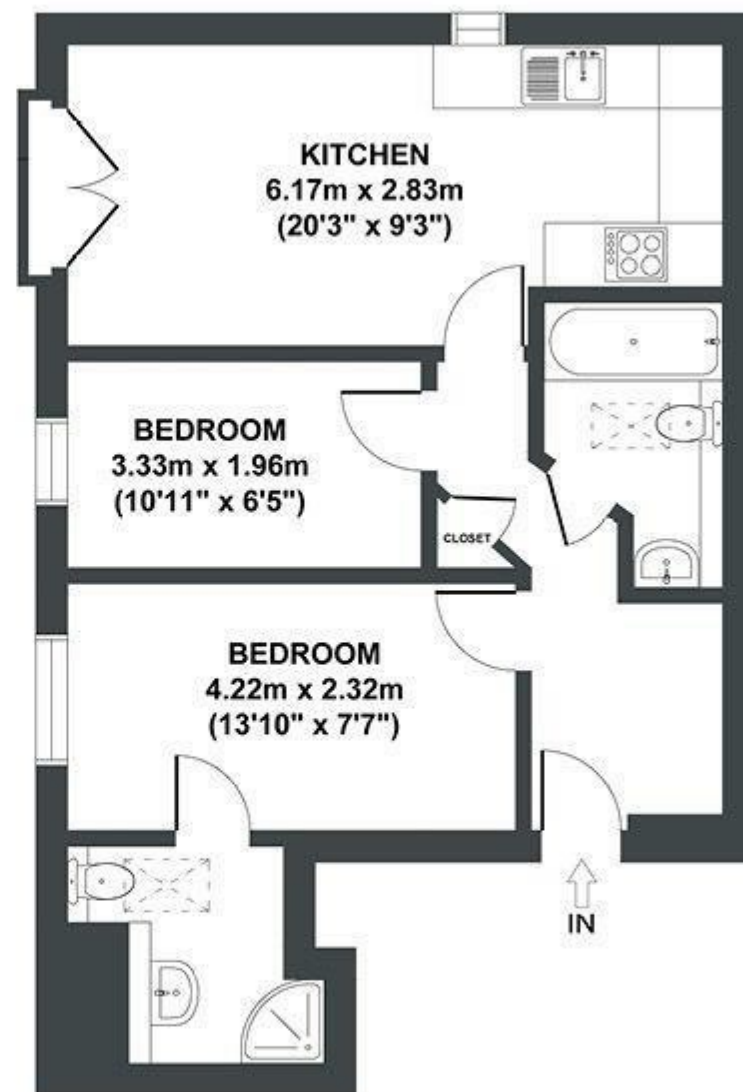 KITCHEN
6.17m x 2.83m
(20'3" x 9'3")
BEDROOM
3.33m x 1.96m
(10'11" x 6'5")
CLOSET
BEDROOM
4.22m x 2.32m
(13'10" x 7'7")
IN